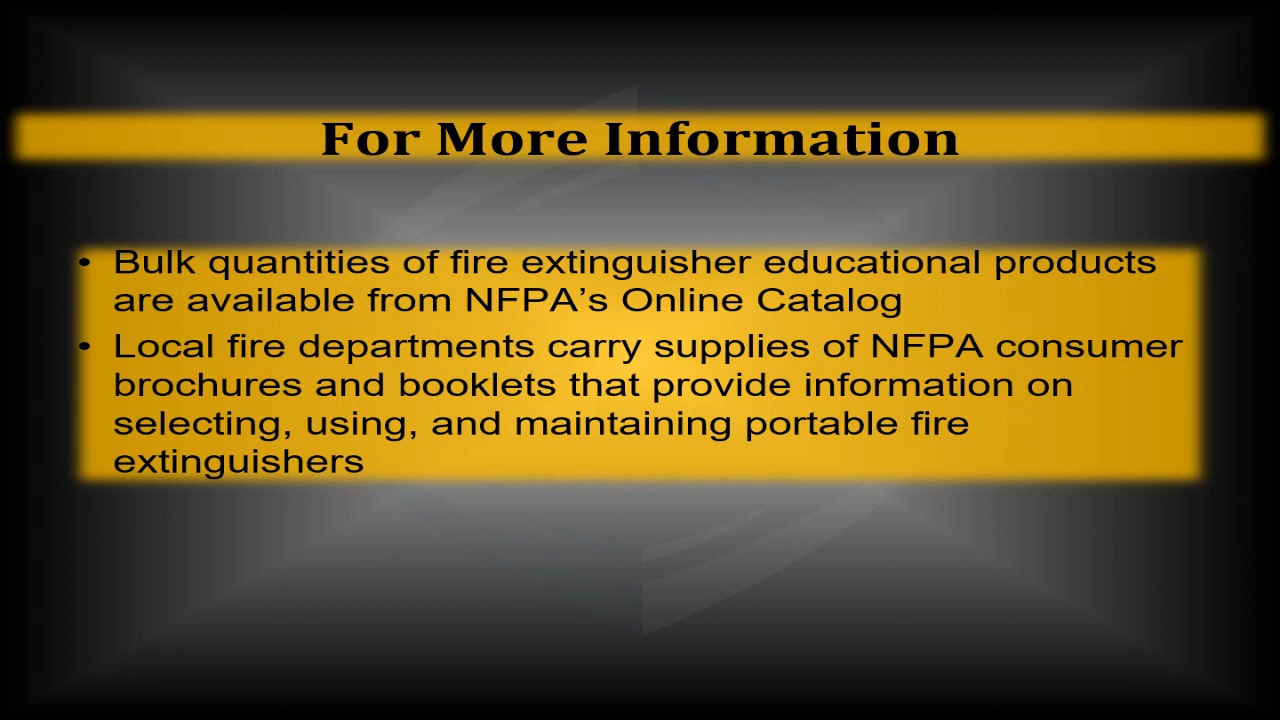 For More Information
• Bulk quantities of fire extinguisher educational products
are available from NFPA’s Online Catalog
• Local fire departments carry supplies of NFPA consumer
brochures and booklets that provide information on
selecting, using, and maintaining portable fire
extinguishers